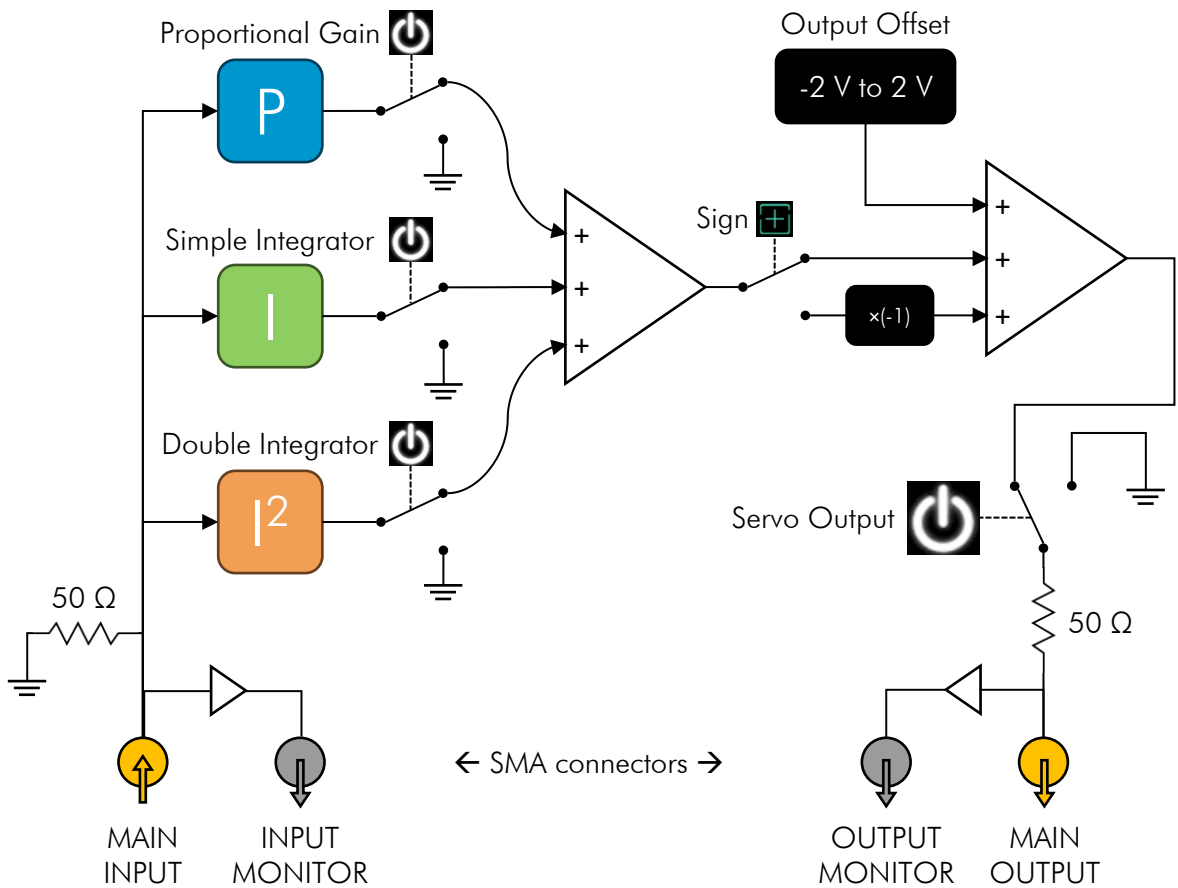 Proportional Gain
Output Offset
-2 V to 2 V
P
+
Simple Integrator
Sign
+
+
I
+
+
×(-1)
+
+
Double Integrator
I²
Servo Output
50 Ω
50 Ω
← SMA connectors →
MAIN
INPUT
INPUT
MONITOR
OUTPUT
MONITOR
MAIN
OUTPUT